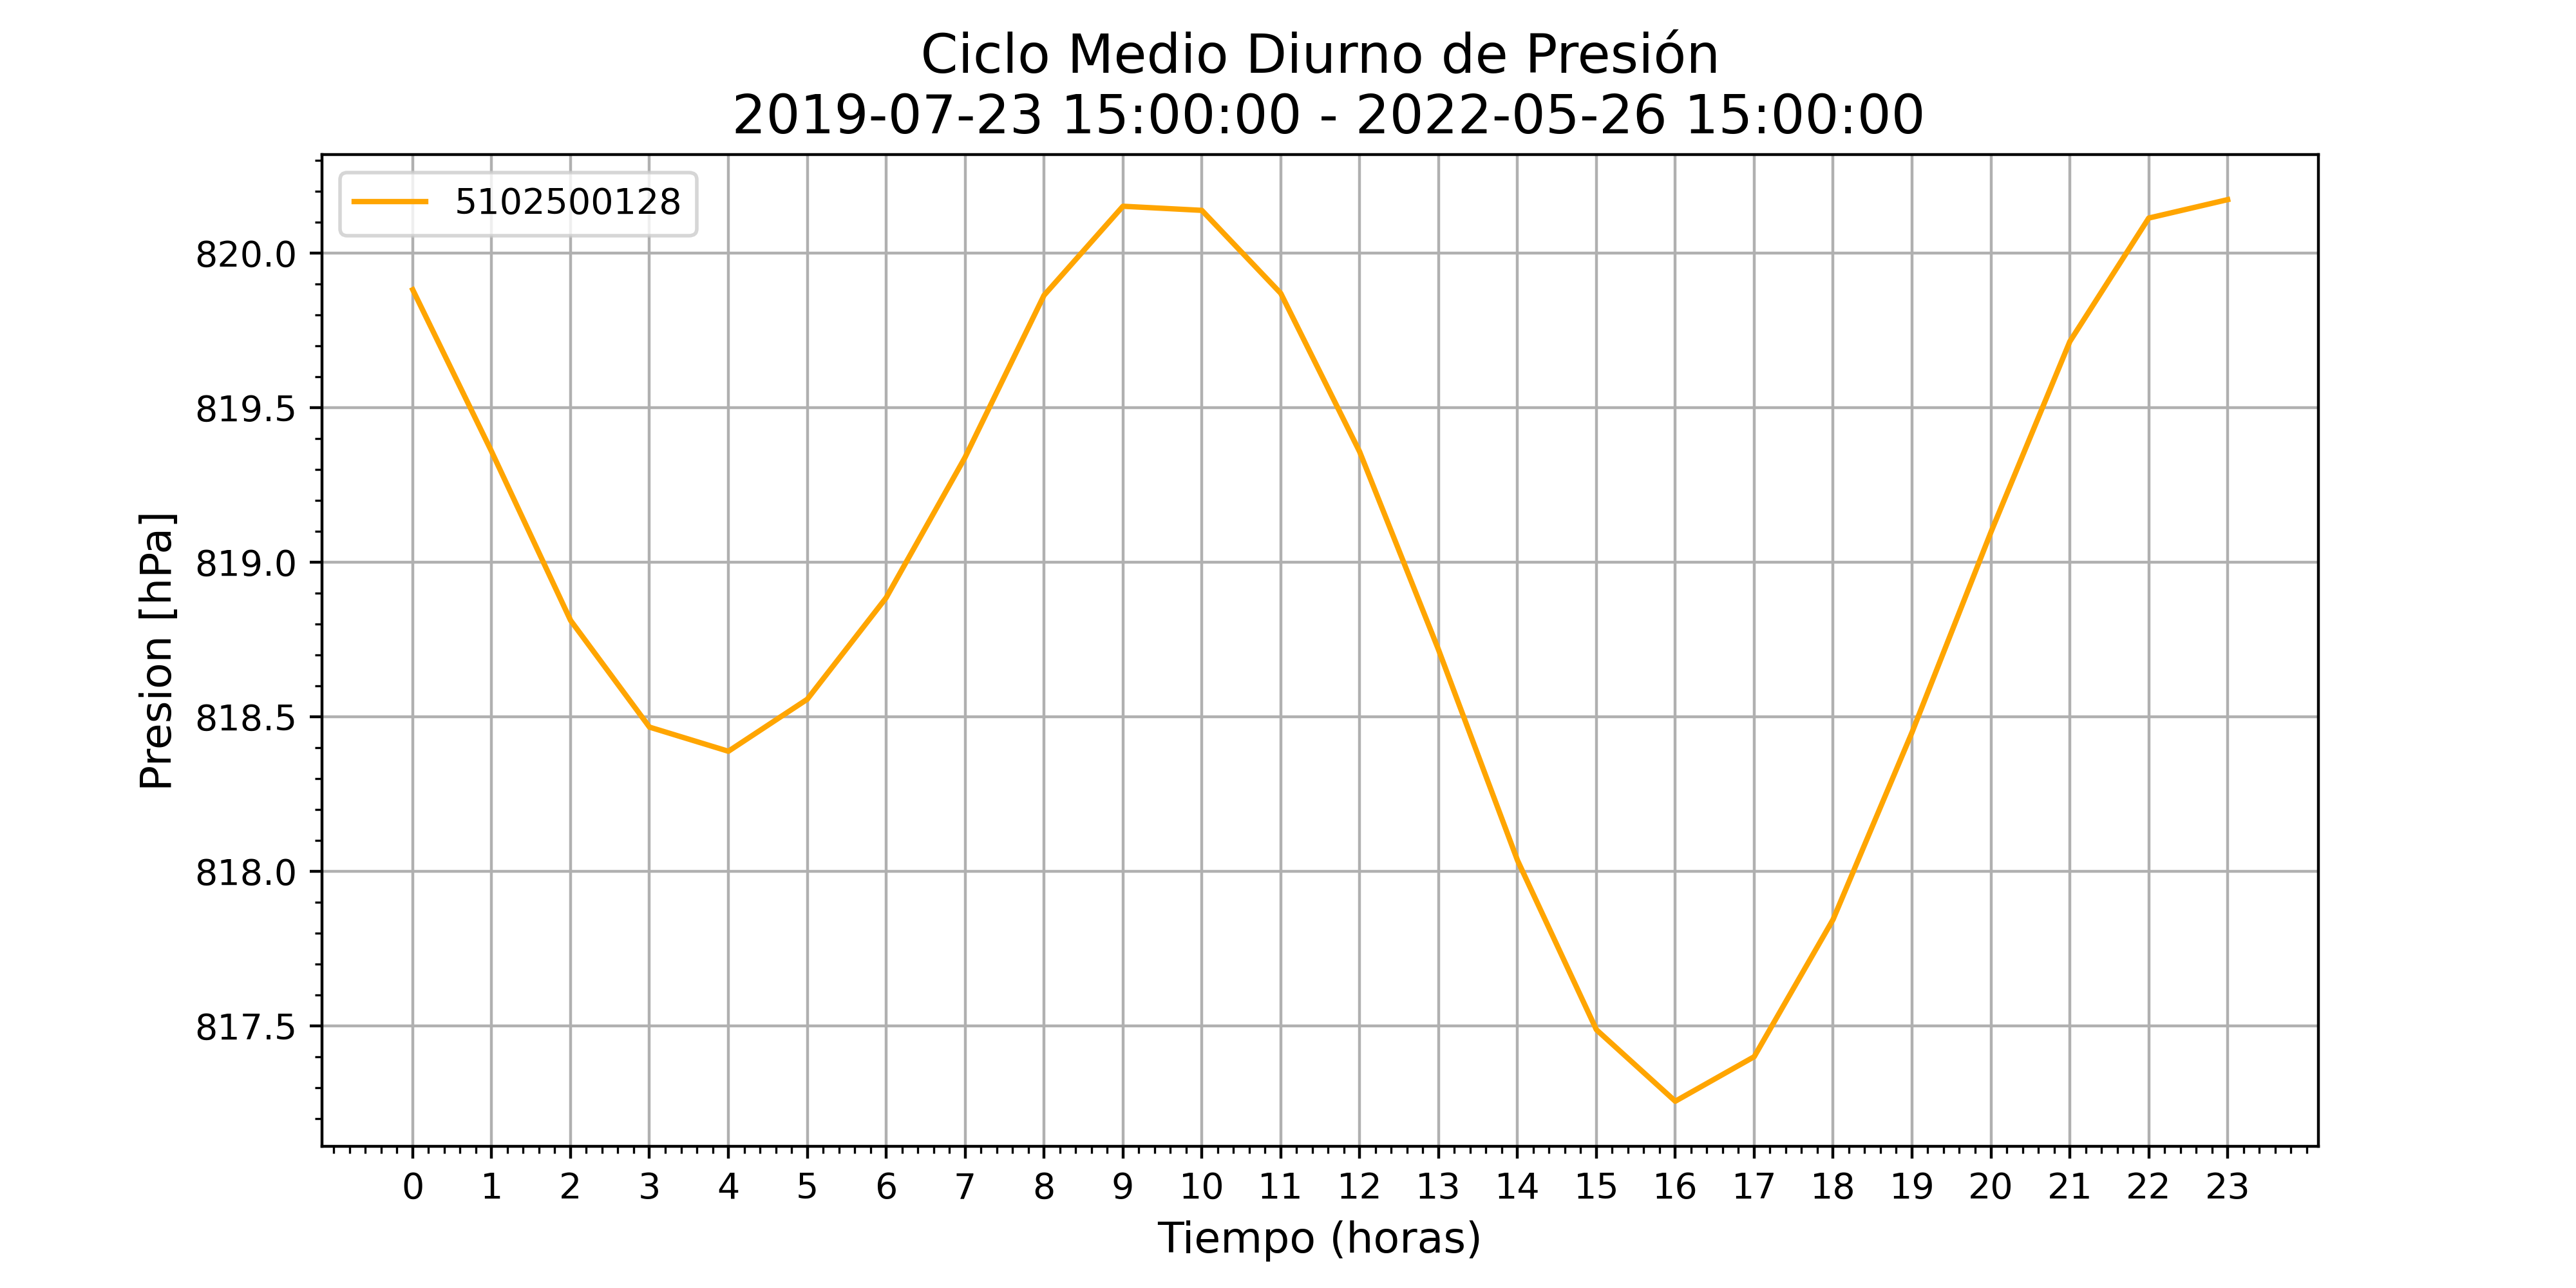 Ciclo Medio Diurno de Presión
2019-07-23 15:00:00 - 2022-05-26 15:00:00
5102500128
820.0
819.5
819.0
818.5
818.0
817.5
Presion [hPa]
0 1 2 3 4 5 6 7 8 9 10 11 12 13 14 15 16 17 18 19 20 21 22 23
Tiempo (horas)